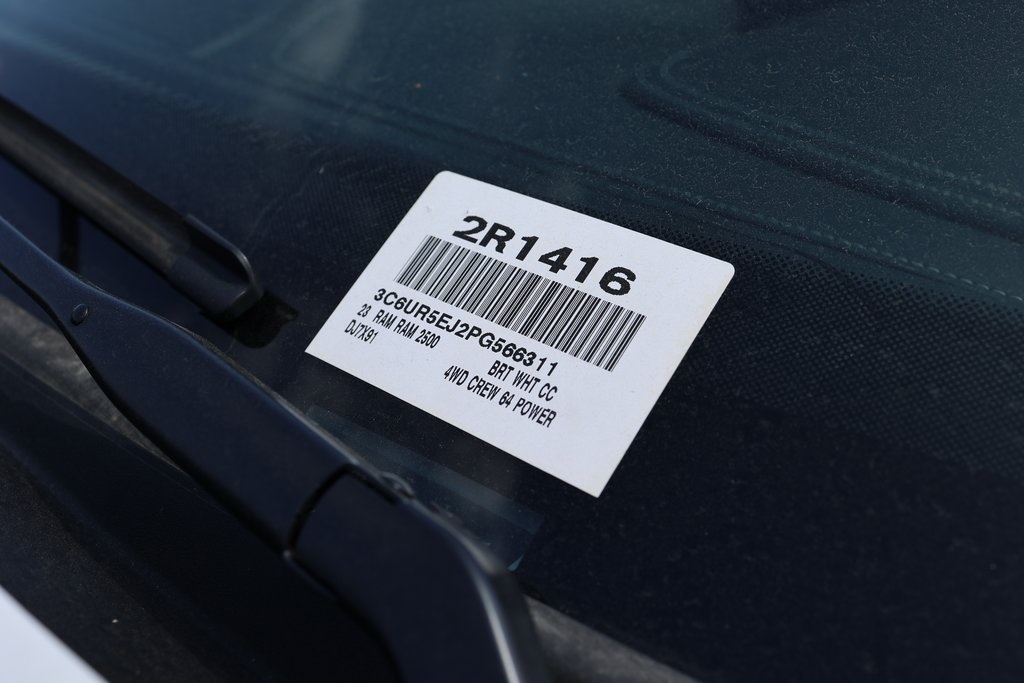 2R1416
3C6UR5EJ2PG566311
23 RAM RAM 2500
BRT WHT CC
DJ7X91
4WD CREW 64 POWER